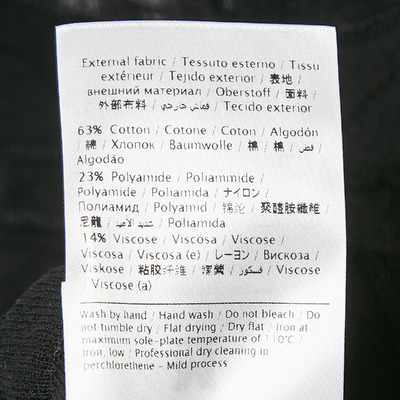 External fabric / Tessuto esterno / Tissu
extérieur / Tejido exterior / 表地 /
внешний материал / Oberstoff / 面料 /
外部布料 / قماش خارجي / Tecido exterior
63% Cotton / Cotone / Coton / Algodón
/ 綿 / Хлопок / Baumwolle / 棉 / 棉 / قطن /
Algodão
23% Polyamide / Poliammide /
Polyamide / Poliamida / ナイロン /
Полиамид / Polyamid / 锦纶 / 聚醯胺纖維 /
尼龍 / / Poliamida
14% Viscose / Viscosa / Viscose /
Viscosa / Viscosa (e) / レーヨン / Вискоза /
Viskose / 粘胶纤维 / 嫘縈 / فسكوز / Viscose
Viscose (a)
Wash by hand / Hand wash / Do not bleach / Do
not tumble dry / Flat drying / Dry flat / Iron at
maximum sole-plate temperature of 110°C /
Iron, low / Professional dry cleaning in
perchlorethene - Mild process